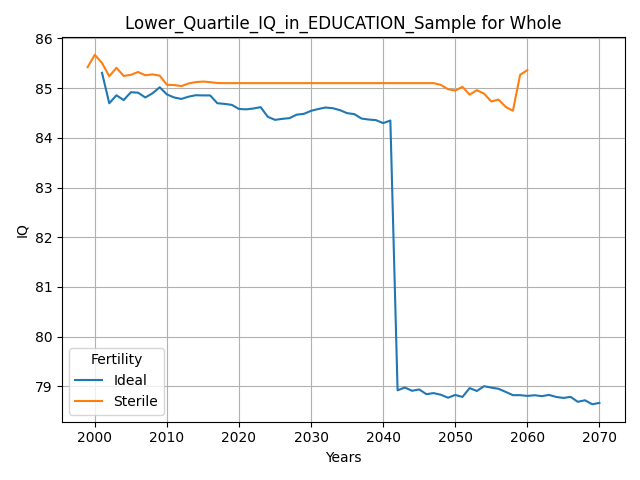 Lower_Quartile_IQ_in_EDUCATION_Sample for Whole
86
85
84
83
82
81
80
79
IQ
Fertility
Ideal
Sterile
2000 2010 2020 2030 2040 2050 2060 2070
Years